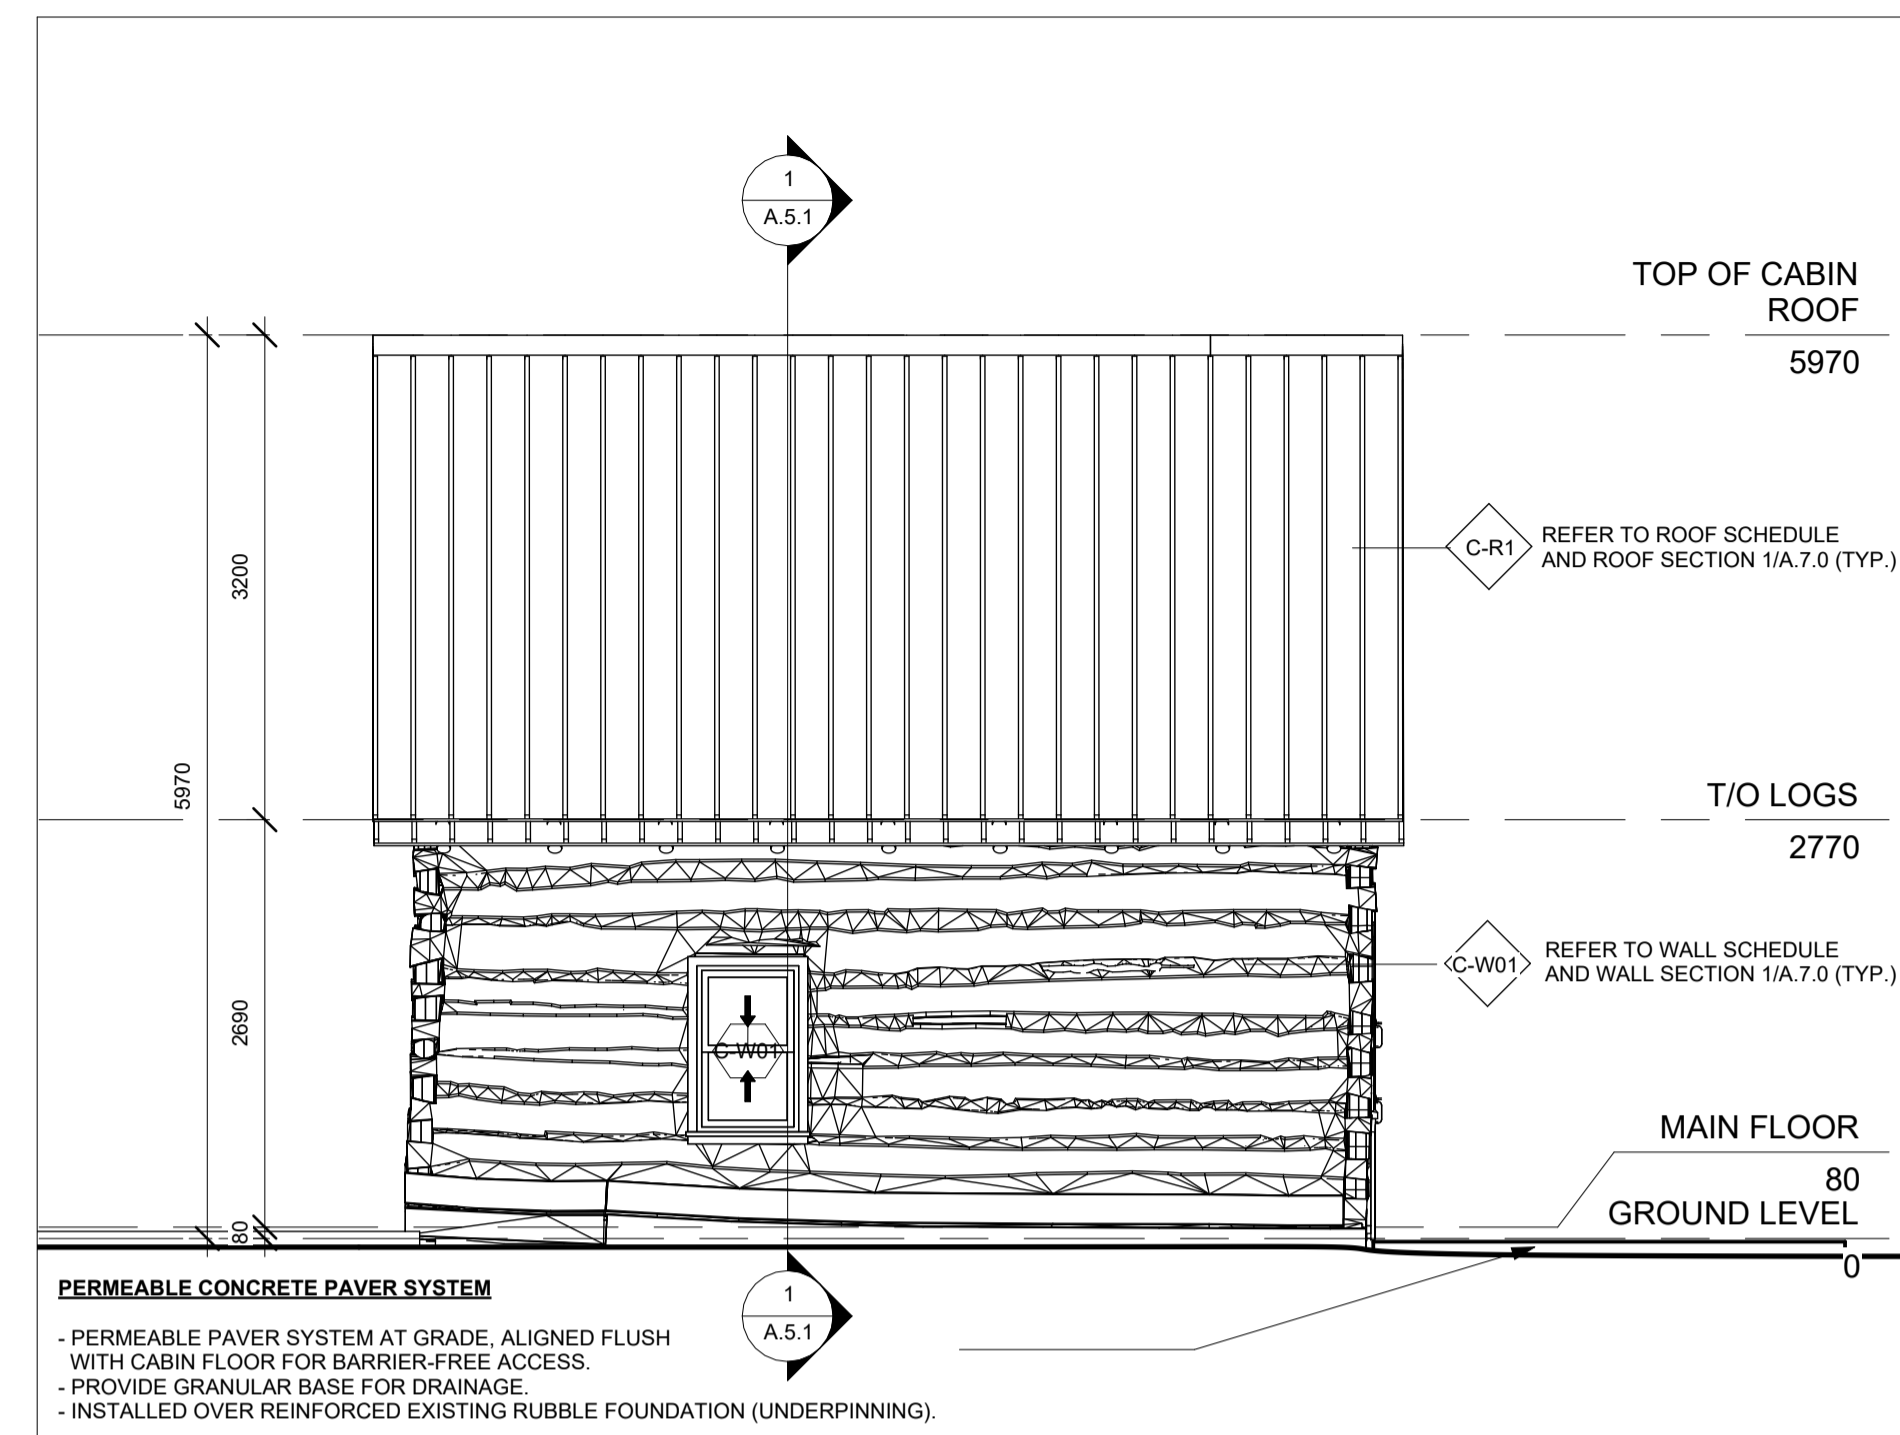 1
A.5.1
TOP OF CABIN
ROOF
5970
3200
5970
C-R1
REFER TO ROOF SCHEDULE
AND ROOF SECTION 1/A.7.0 (TYP.)
T/O LOGS
2770
C-W01
REFER TO WALL SCHEDULE
AND WALL SECTION 1/A.7.0 (TYP.)
2690
C-W01
MAIN FLOOR
80
GROUND LEVEL
0
80
PERMEABLE CONCRETE PAVER SYSTEM
- PERMEABLE PAVER SYSTEM AT GRADE, ALIGNED FLUSH
WITH CABIN FLOOR FOR BARRIER-FREE ACCESS.
- PROVIDE GRANULAR BASE FOR DRAINAGE.
- INSTALLED OVER REINFORCED EXISTING RUBBLE FOUNDATION (UNDERPINNING).
1
A.5.1